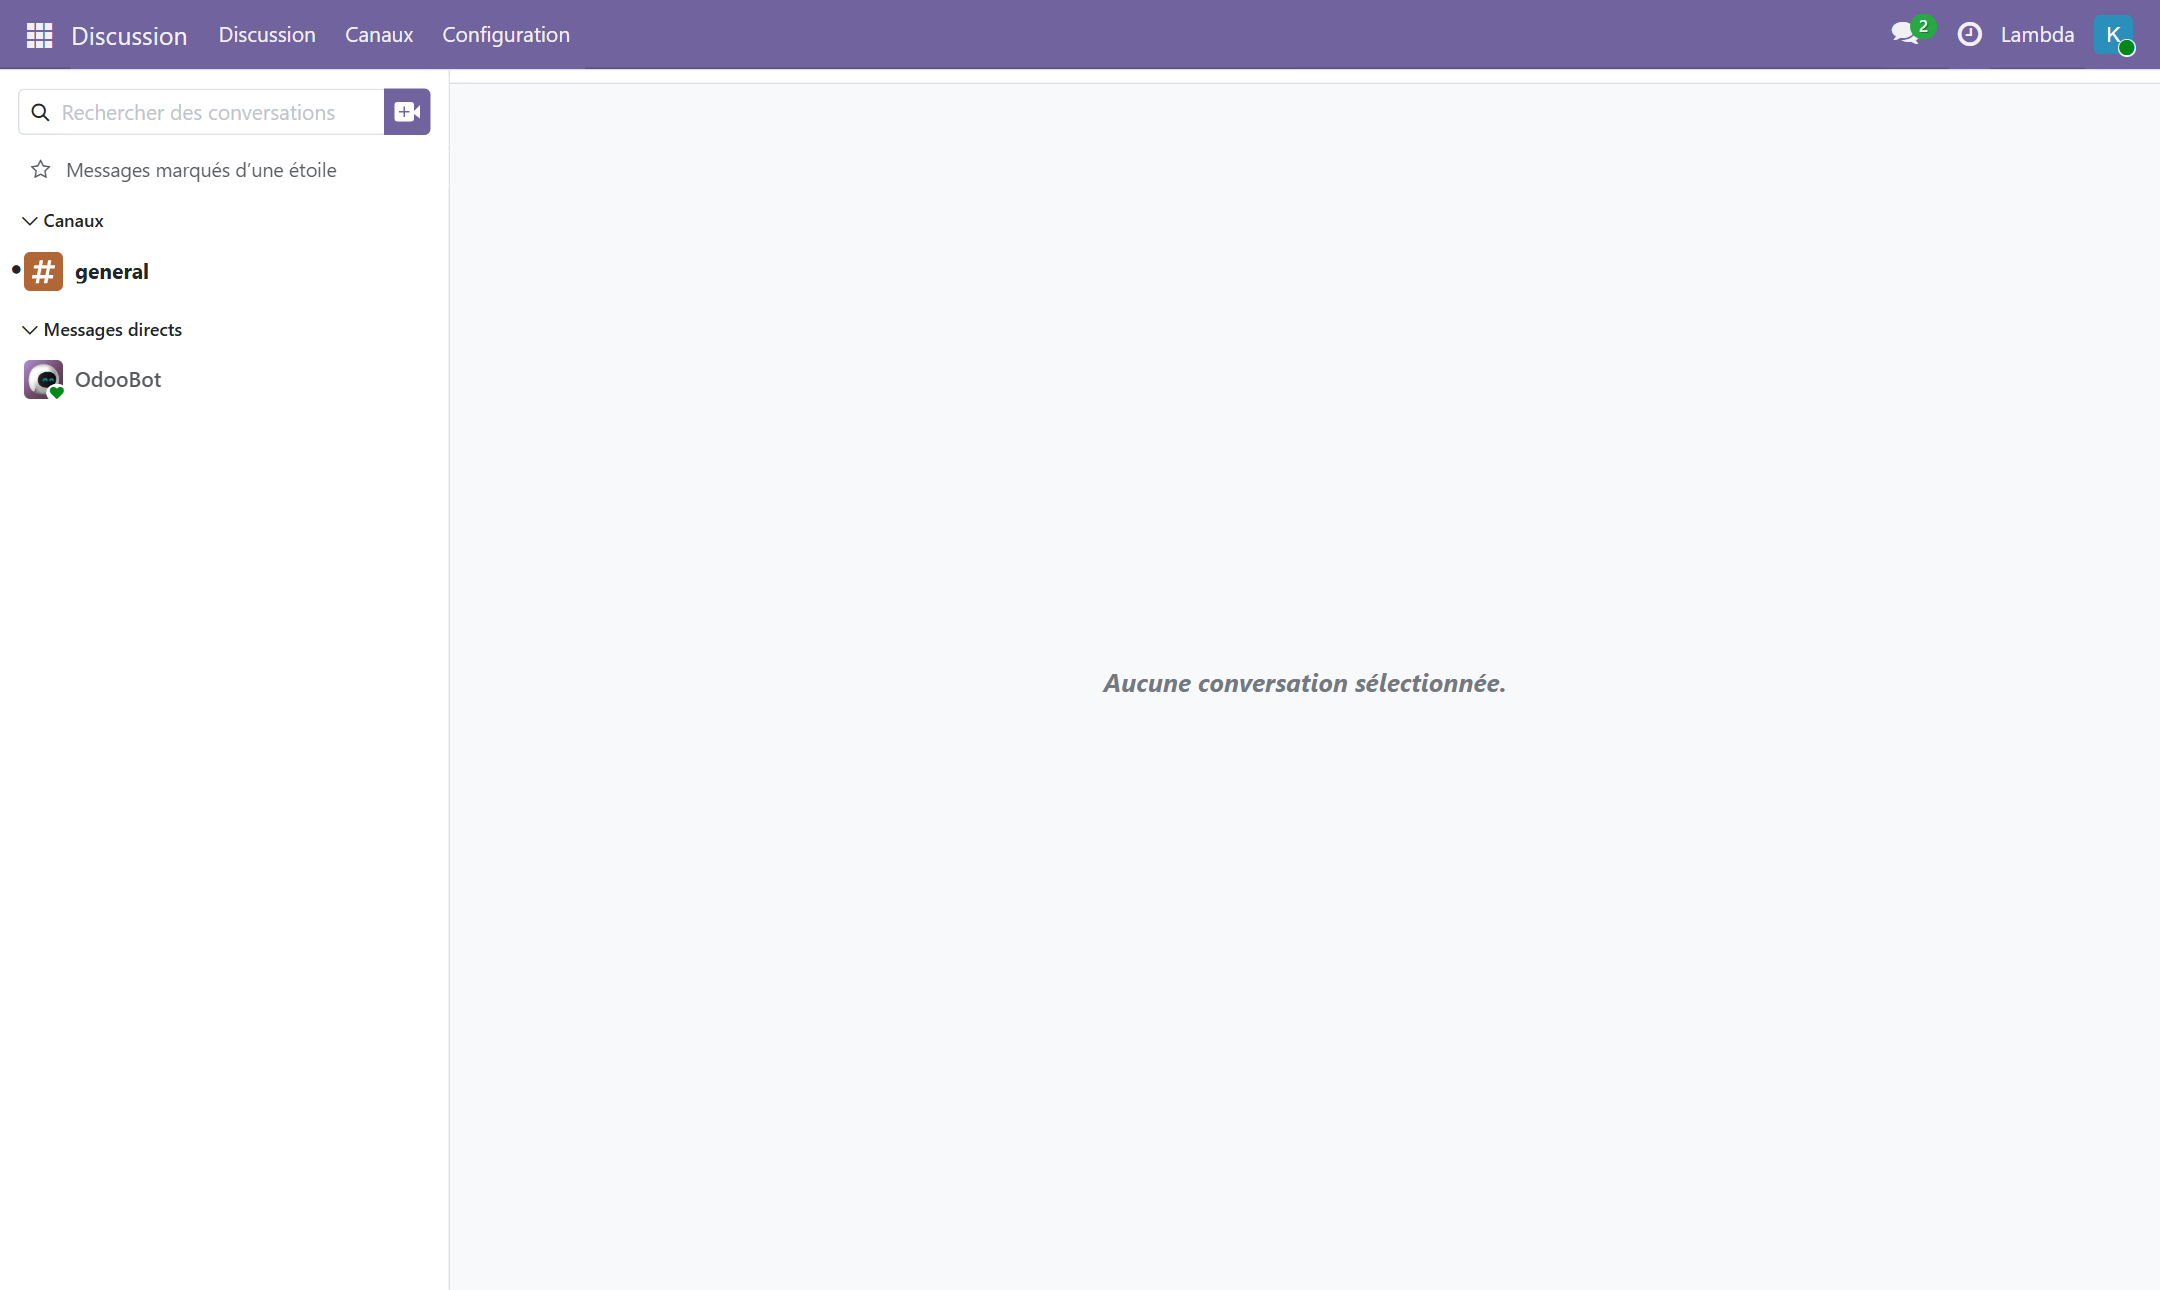 Discussion Discussion Canaux Configuration 2 Lambda K
Rechercher des conversations
Messages marqués d’une étoile
Canaux
# general
Messages directs
OdooBot
Aucune conversation sélectionnée.